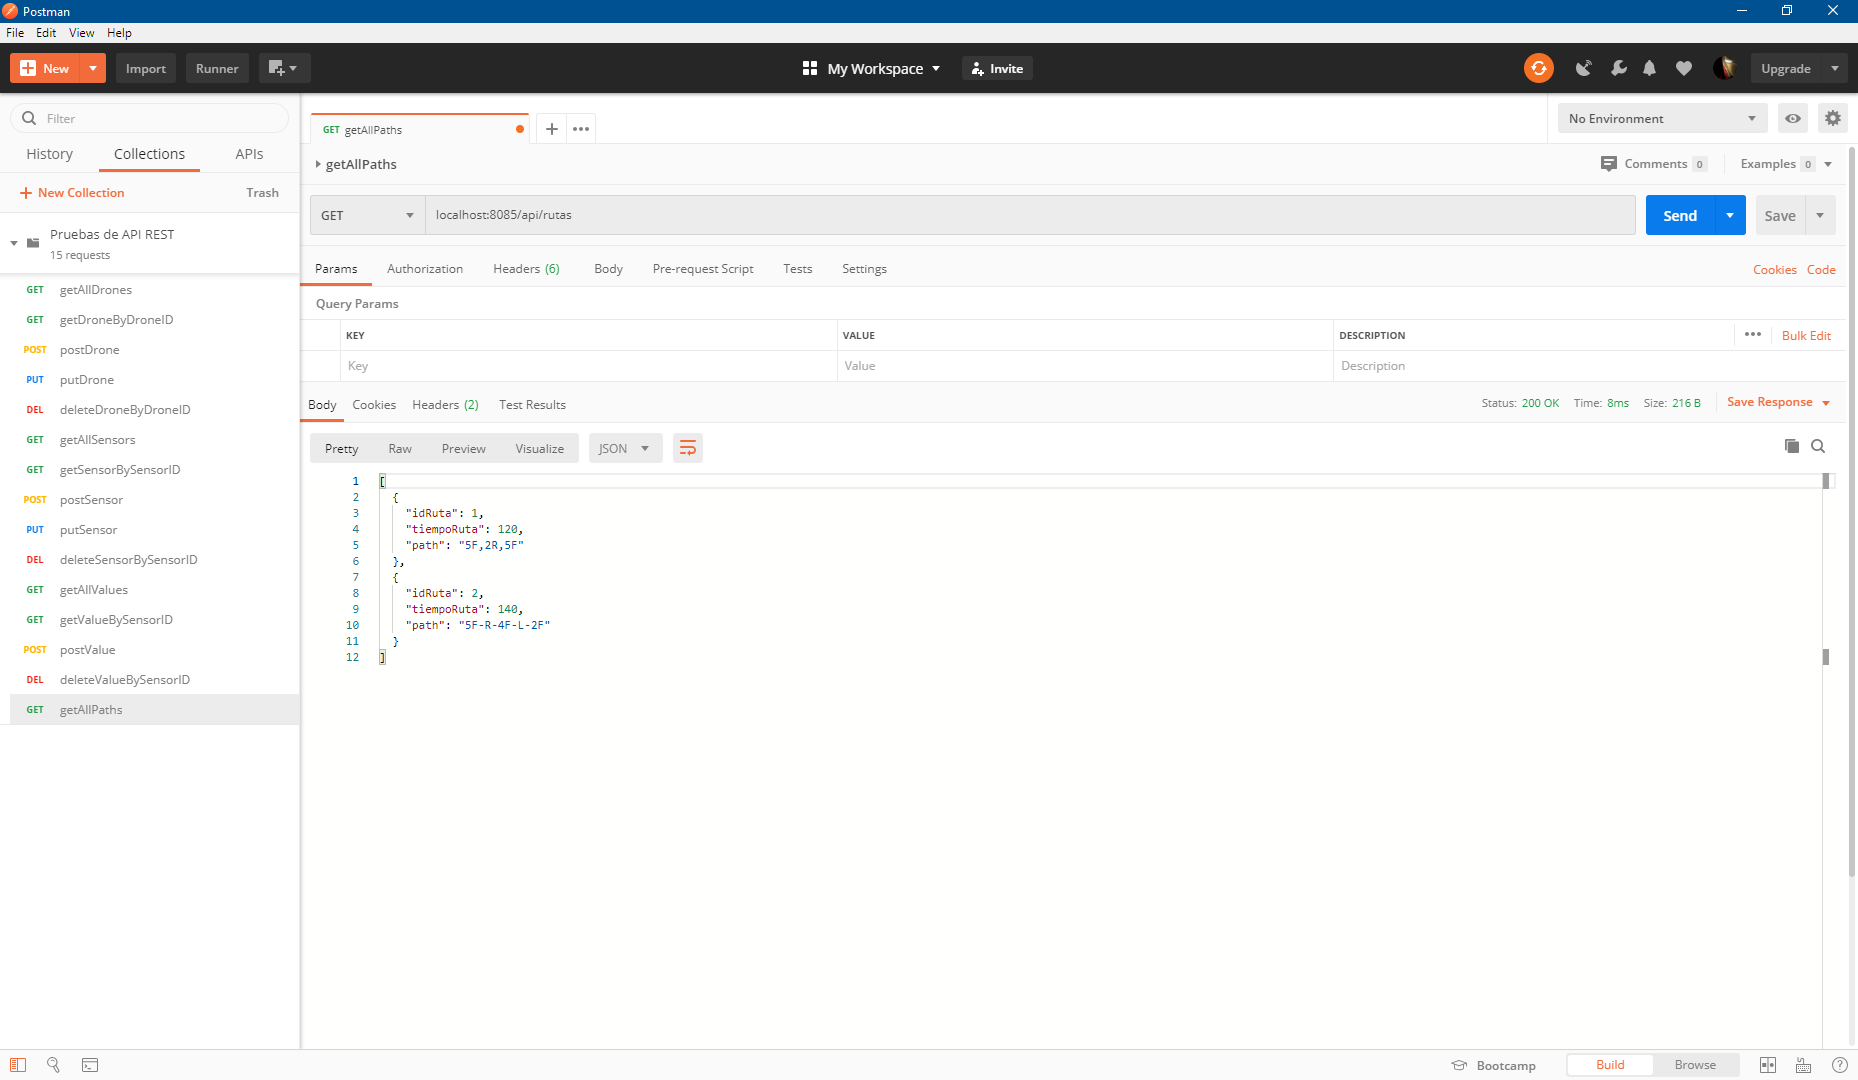 Postman
File Edit View Help
New Import Runner My Workspace Invite Upgrade
Filter
History Collections APIs
New Collection Trash
Pruebas de API REST
15 requests
GET getAllDrones
GET getDroneByDroneID
POST postDrone
PUT putDrone
DEL deleteDroneByDroneID
GET getAllSensors
GET getSensorBySensorID
POST postSensor
PUT putSensor
DEL deleteSensorBySensorID
GET getAllValues
GET getValueBySensorID
POST postValue
DEL deleteValueBySensorID
GET getAllPaths
GET getAllPaths
No Environment
getAllPaths
Comments 0 Examples 0
GET localhost:8085/api/rutas Send Save
Params Authorization Headers (6) Body Pre-request Script Tests Settings Cookies Code
Query Params
KEY VALUE DESCRIPTION Bulk Edit
Key Value Description
Body Cookies Headers (2) Test Results Status: 200 OK Time: 8ms Size: 216 B Save Response
Pretty Raw Preview Visualize JSON
1 [
2 {
3 "idRuta": 1,
4 "tiempoRuta": 120,
5 "path": "5F,2R,5F"
6 },
7 {
8 "idRuta": 2,
9 "tiempoRuta": 140,
10 "path": "5F-R-4F-L-2F"
11 }
12 ]
Bootcamp Build Browse